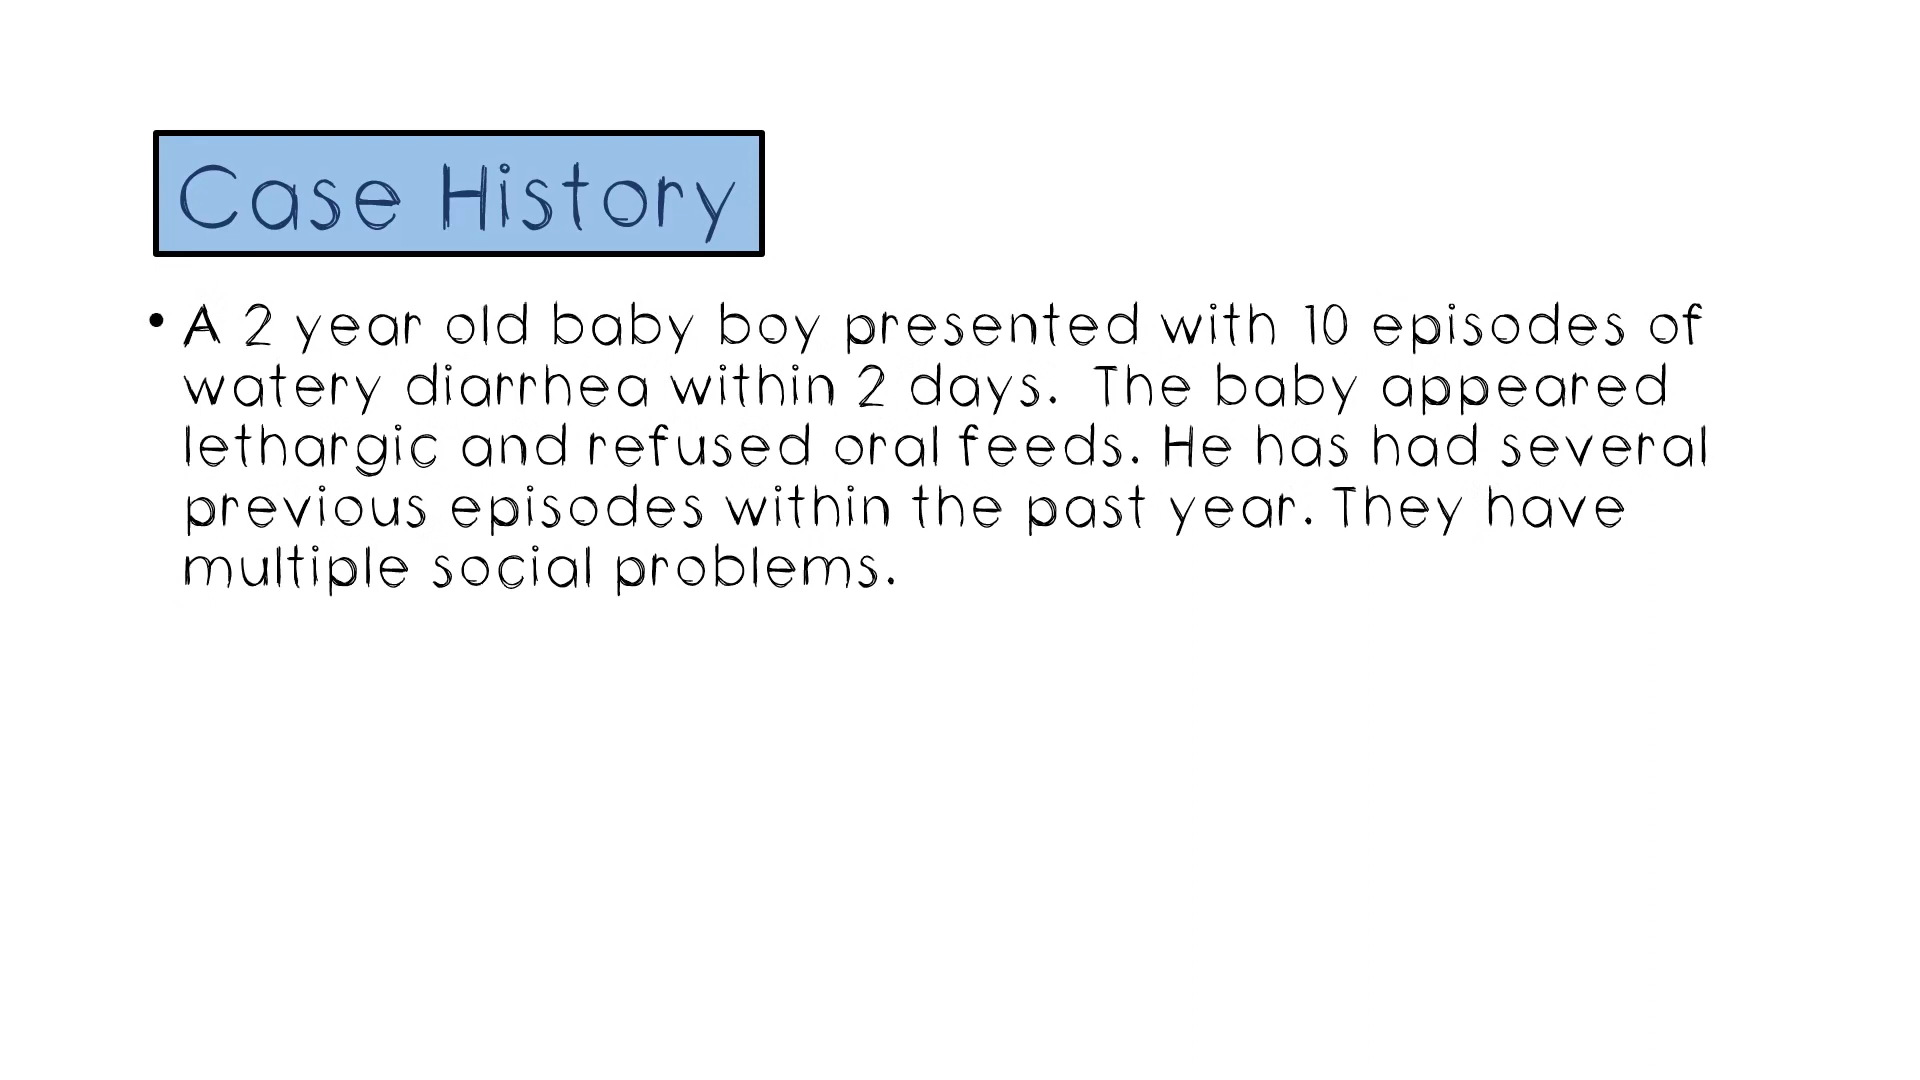 Case History
• A 2 year old baby boy presented with 10 episodes of
watery diarrhea within 2 days. The baby appeared
lethargic and refused oral feeds. He has had several
previous episodes within the past year. They have
multiple social problems.